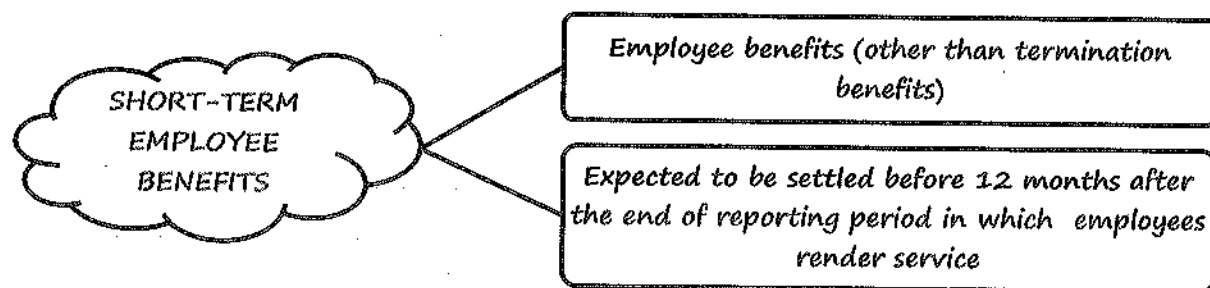 SHORT-TERM
EMPLOYEE
BENEFITS
Employee benefits (other than termination
benefits)
Expected to be settled before 12 months after
the end of reporting period in which employees
render service